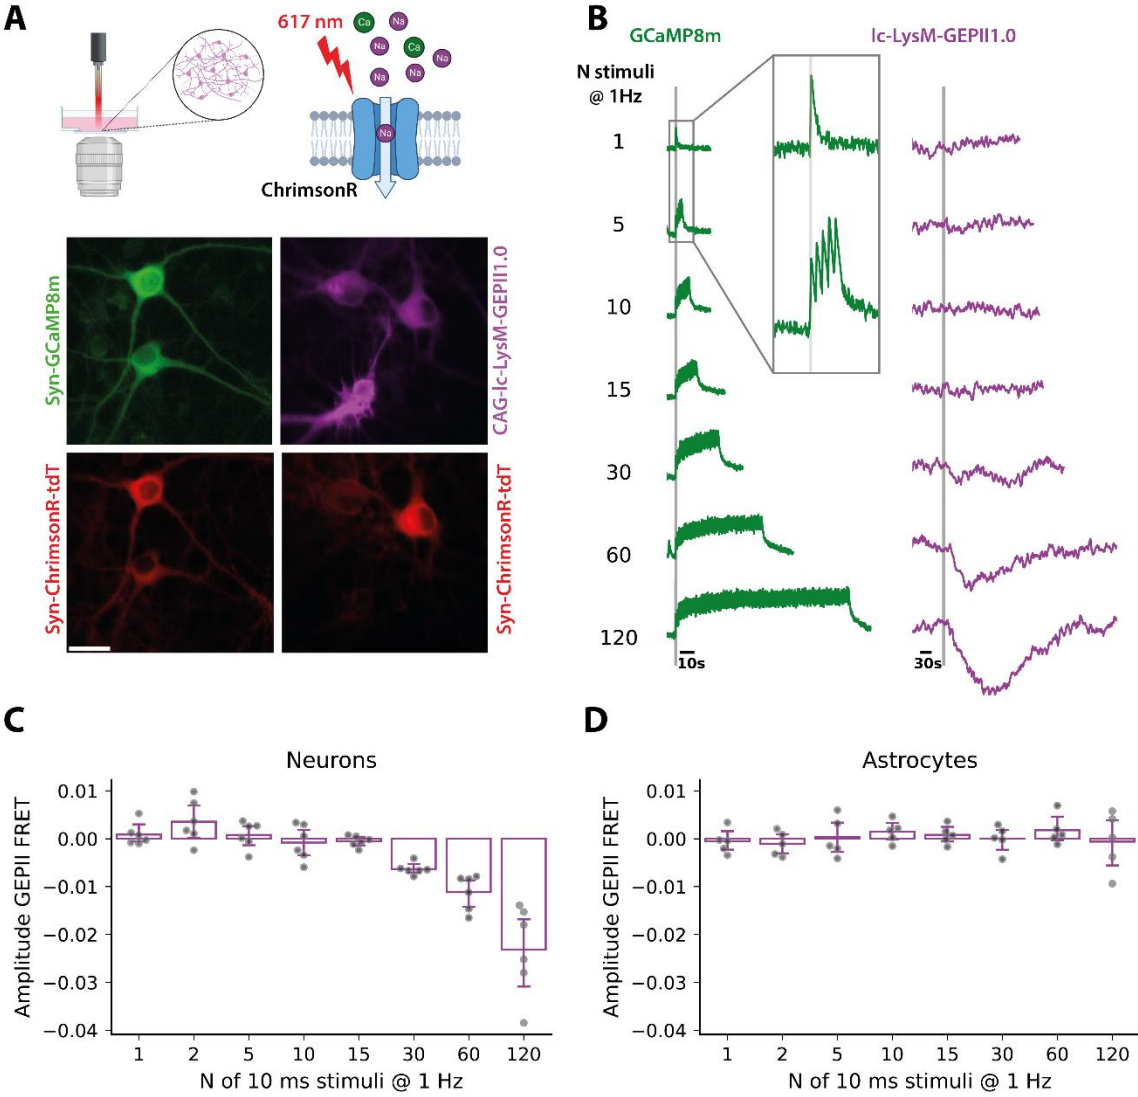 A
617 nm
Ca
Na
Na
Ca
Na
Na
Na
Na
ChrimsonR
Syn-GCaMP8m
CAG-lc-LysM-GEPII1.0
Syn-ChrimsonR-tdT
Syn-ChrimsonR-tdT
B
GCaMP8m
lc-LysM-GEPII1.0
N stimuli
@ 1Hz
1
5
10
15
30
60
120
10s
30s
C
Neurons
Amplitude GEPII FRET
0.01
0.00
−0.01
−0.02
−0.03
−0.04
1 2 5 10 15 30 60 120
N of 10 ms stimuli @ 1 Hz
D
Astrocytes
Amplitude GEPII FRET
0.01
0.00
−0.01
−0.02
−0.03
−0.04
1 2 5 10 15 30 60 120
N of 10 ms stimuli @ 1 Hz